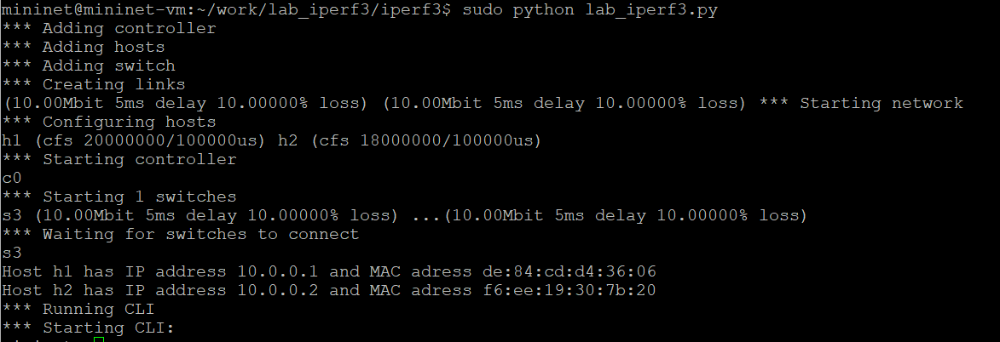 mininet@mininet-vm:~/work/lab_iperf3/iperf3$ sudo python lab_iperf3.py
*** Adding controller
*** Adding hosts
*** Adding switch
*** Creating links
(10.00Mbit 5ms delay 10.00000% loss) (10.00Mbit 5ms delay 10.00000% loss) *** Starting network
*** Configuring hosts
h1 (cfs 20000000/100000us) h2 (cfs 18000000/100000us)
*** Starting controller
c0
*** Starting 1 switches
s3 (10.00Mbit 5ms delay 10.00000% loss) ...(10.00Mbit 5ms delay 10.00000% loss)
*** Waiting for switches to connect
s3
Host h1 has IP address 10.0.0.1 and MAC adress de:84:cd:d4:36:06
Host h2 has IP address 10.0.0.2 and MAC adress f6:ee:19:30:7b:20
*** Running CLI
*** Starting CLI: